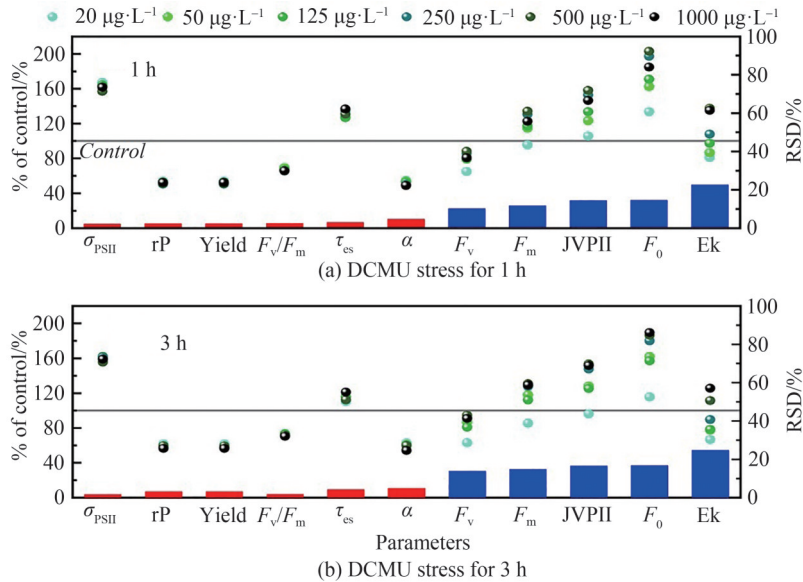 20 μg·L⁻¹ 50 μg·L⁻¹ 125 μg·L⁻¹ 250 μg·L⁻¹ 500 μg·L⁻¹ 1000 μg·L⁻¹
% of control/%
200
160
120
80
40
0
1 h
Control
100
80
60
40
20
0
RSD/%
σPSII rP Yield Fv/Fm τes α Fv Fm JVPII F0 Ek
(a) DCMU stress for 1 h
% of control/%
200
160
120
80
40
0
3 h
100
80
60
40
20
0
RSD/%
σPSII rP Yield Fv/Fm τes α Fv Fm JVPII F0 Ek
Parameters
(b) DCMU stress for 3 h